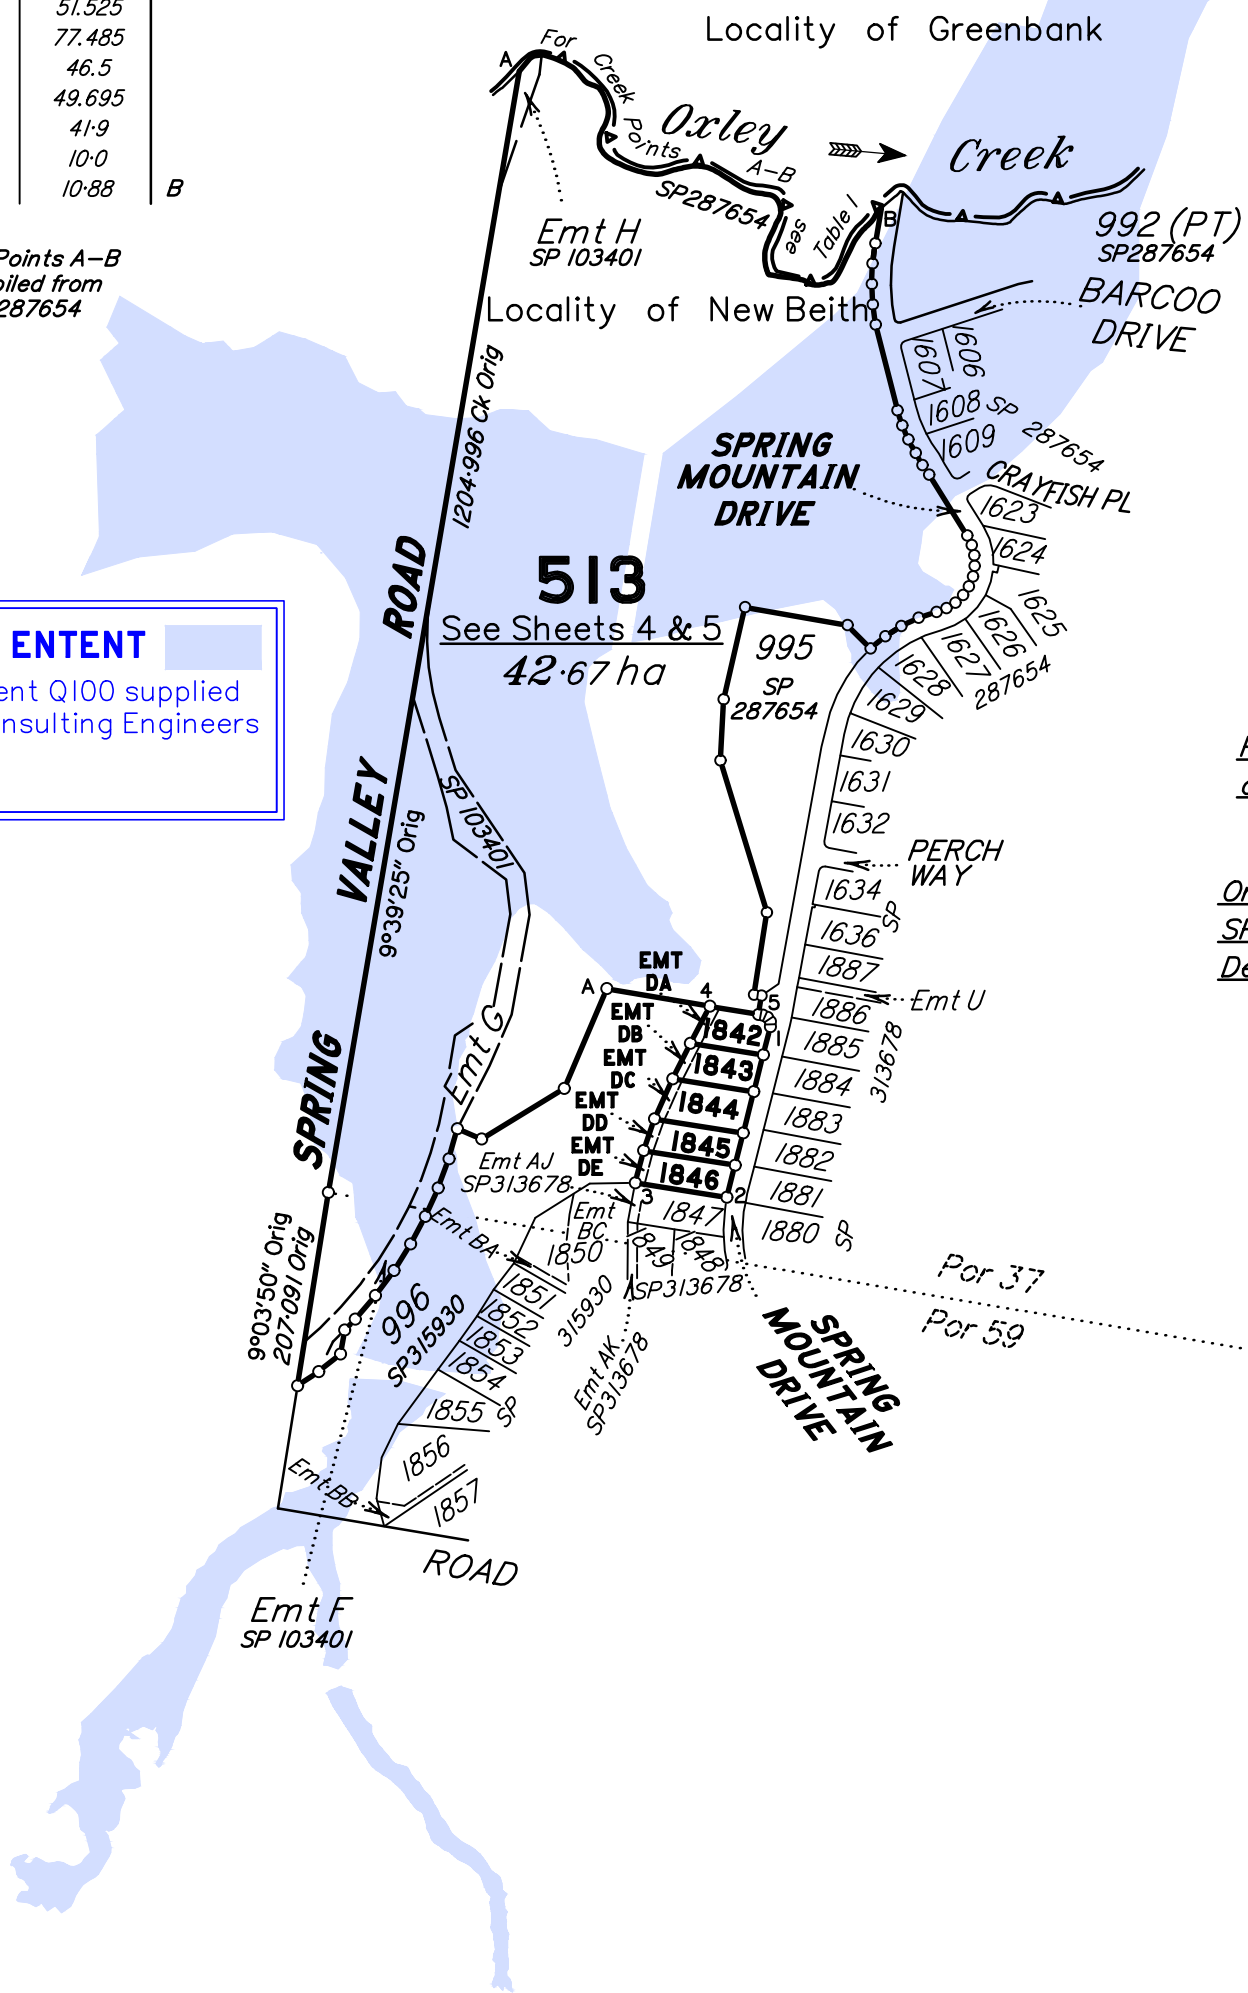 51.525
77.485
46.5
49.695
41.9
10.0
10.88 B
Points A-B
287654
Locality of Greenbank
A
For
Creek
Points
A-B
see
Table 1
Oxley
Creek
SP287654
B
992 (PT)
SP287654
Emt H
SP 103401
Locality of New Beith
BARCOO
DRIVE
1606
1607
1608
1609
SP 287654
SPRING
MOUNTAIN
DRIVE
CRAYFISH PL
1623
1624
1625
1626
1627
1628
287654
1629
1630
1631
1632
1204.996 Ck Orig
513
See Sheets 4 & 5
42.67 ha
995
SP
287654
ENTENT
ent Q100 supplied
nsulting Engineers
SPRING VALLEY ROAD
SP 103401
9°39'25" Orig
PERCH
WAY
1634
SP
1636
1887
Emt U
1886
1885
1884
1883
1882
1881
1880
313678
SP
EMT
DA
EMT
DB
EMT
DC
EMT
DD
EMT
DE
A
4
5
1
1842
1843
1844
1845
1846
3
2
Emt G
Emt AJ
SP313678
Emt
BC
1847
1848
1849
1850
SP313678
Emt BA
1851
1852
1853
1854
1855
SP
315930
Emt AK
SP313678
1856
1857
Emt BB
996
SP315930
9°03'50" Orig
207.091 Orig
SPRING
MOUNTAIN
DRIVE
Por 37
Por 59
ROAD
Emt F
SP 103401